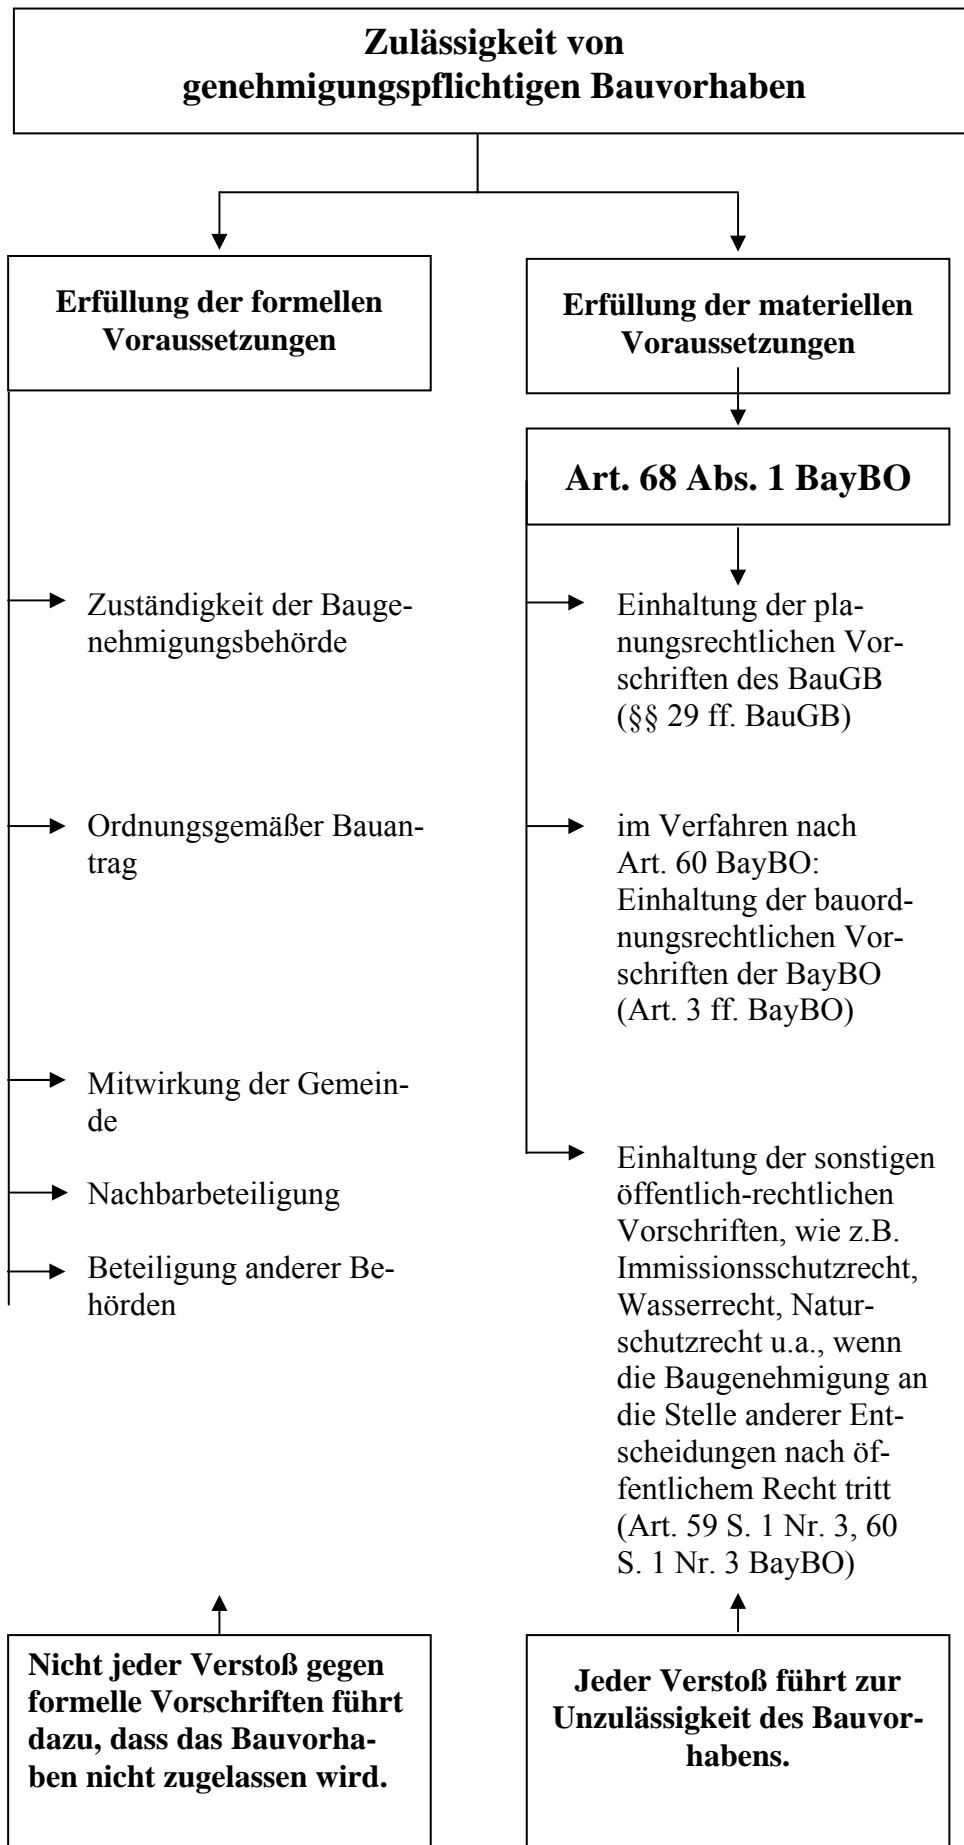 Zulässigkeit von
genehmigungspflichtigen Bauvorhaben
Erfüllung der formellen
Voraussetzungen
Zuständigkeit der Bauge-
nehmigungsbehörde
Ordnungsgemäßer Bauan-
trag
Mitwirkung der Gemein-
de
Nachbarbeteiligung
Beteiligung anderer Be-
hörden
Nicht jeder Verstoß gegen
formelle Vorschriften führt
dazu, dass das Bauvorha-
ben nicht zugelassen wird.
Erfüllung der materiellen
Voraussetzungen
Art. 68 Abs. 1 BayBO
Einhaltung der pla-
nungsrechtlichen Vor-
schriften des BauGB
(§§ 29 ff. BauGB)
im Verfahren nach
Art. 60 BayBO:
Einhaltung der bauord-
nungsrechtlichen Vor-
schriften der BayBO
(Art. 3 ff. BayBO)
Einhaltung der sonstigen
öffentlich-rechtlichen
Vorschriften, wie z.B.
Immissionsschutzrecht,
Wasserrecht, Natur-
schutzrecht u.a., wenn
die Baugenehmigung an
die Stelle anderer Ent-
scheidungen nach öf-
fentlichem Recht tritt
(Art. 59 S. 1 Nr. 3, 60
S. 1 Nr. 3 BayBO)
Jeder Verstoß führt zur
Unzulässigkeit des Bauvor-
habens.